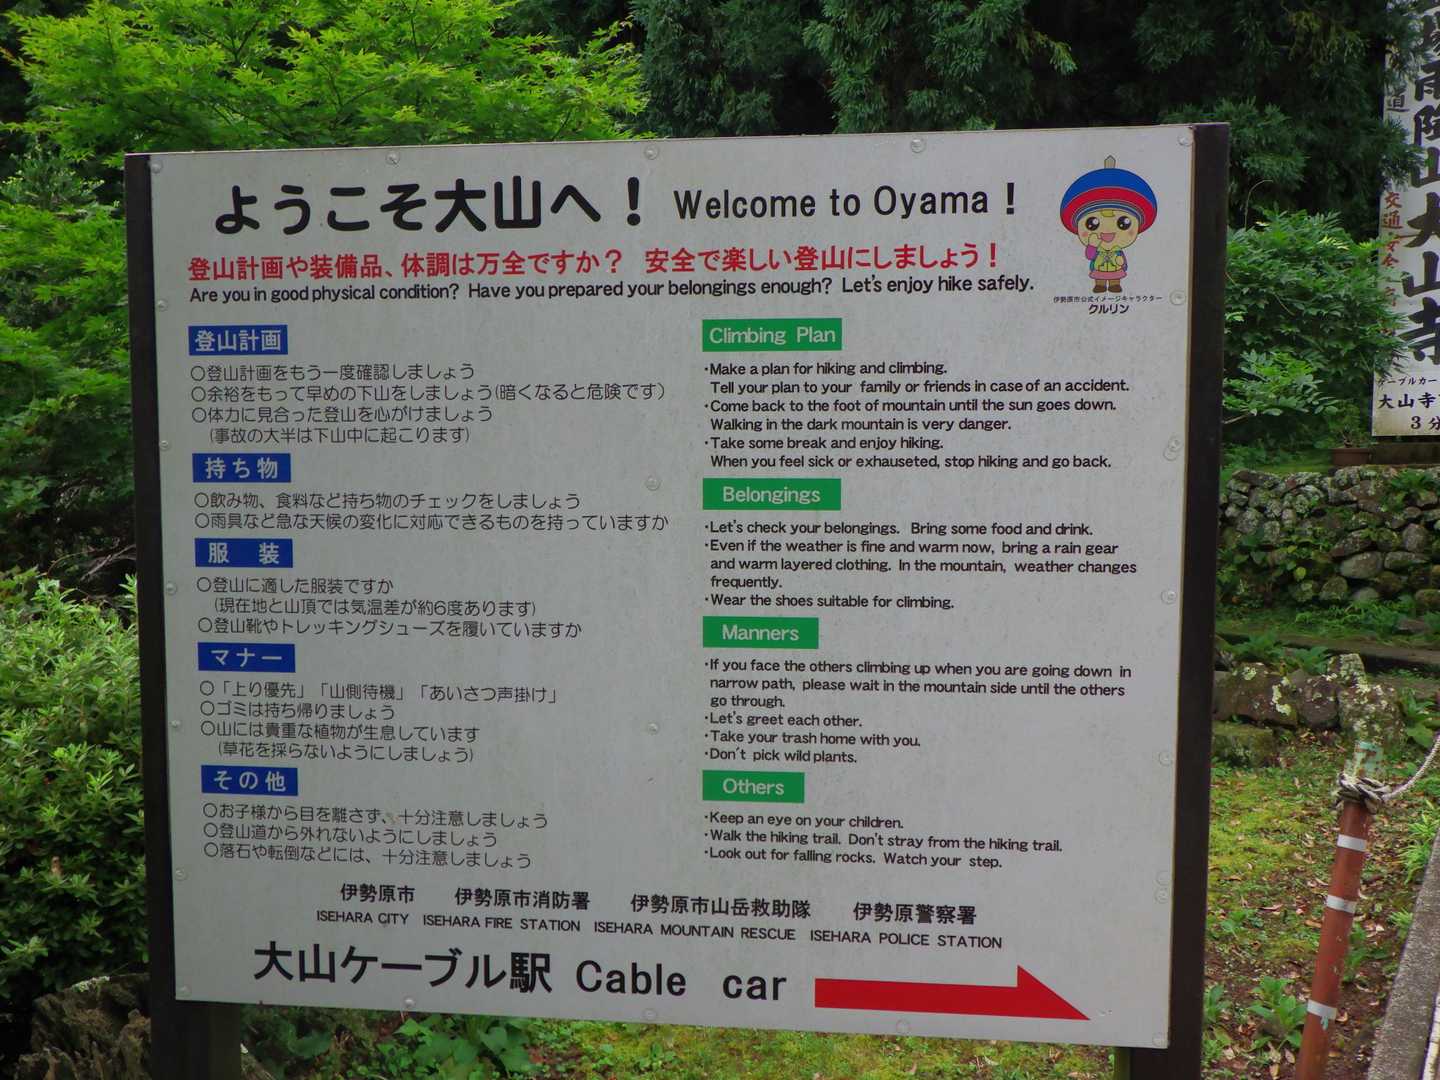 ようこそ大山へ！ Welcome to Oyama！
登山計画や装備品、体調は万全ですか？ 安全で楽しい登山にしましょう！
Are you in good physical condition? Have you prepared your belongings enough? Let's enjoy hike safely.
伊勢原市公式イメージキャラクター
クルリン
登山計画
○登山計画をもう一度確認しましょう
○余裕をもって早めの下山をしましょう(暗くなると危険です)
○体力に見合った登山を心がけましょう
(事故の大半は下山中に起こります)
持ち物
○飲み物、食料など持ち物のチェックをしましょう
○雨具など急な天候の変化に対応できるものを持っていますか
服 装
○登山に適した服装ですか
(現在地と山頂では気温差が約6度あります)
○登山靴やトレッキングシューズを履いていますか
マナー
○「上り優先」「山側待機」「あいさつ声掛け」
○ゴミは持ち帰りましょう
○山には貴重な植物が生息しています
(草花を採らないようにしましょう)
その他
○お子様から目を離さず、十分注意しましょう
○登山道から外れないようにしましょう
○落石や転倒などには、十分注意しましょう
Climbing Plan
・Make a plan for hiking and climbing.
Tell your plan to your family or friends in case of an accident.
・Come back to the foot of mountain until the sun goes down.
Walking in the dark mountain is very danger.
・Take some break and enjoy hiking.
When you feel sick or exhauseted, stop hiking and go back.
Belongings
・Let's check your belongings. Bring some food and drink.
・Even if the weather is fine and warm now, bring a rain gear
and warm layered clothing. In the mountain, weather changes
frequently.
・Wear the shoes suitable for climbing.
Manners
・If you face the others climbing up when you are going down in
narrow path, please wait in the mountain side until the others
go through.
・Let's greet each other.
・Take your trash home with you.
・Don't pick wild plants.
Others
・Keep an eye on your children.
・Walk the hiking trail. Don't stray from the hiking trail.
・Look out for falling rocks. Watch your step.
伊勢原市 伊勢原市消防署 伊勢原市山岳救助隊 伊勢原警察署
ISEHARA CITY ISEHARA FIRE STATION ISEHARA MOUNTAIN RESCUE ISEHARA POLICE STATION
大山ケーブル駅 Cable car
雨降山大山寺
交通安全
ケーブルカー
大山寺
3分